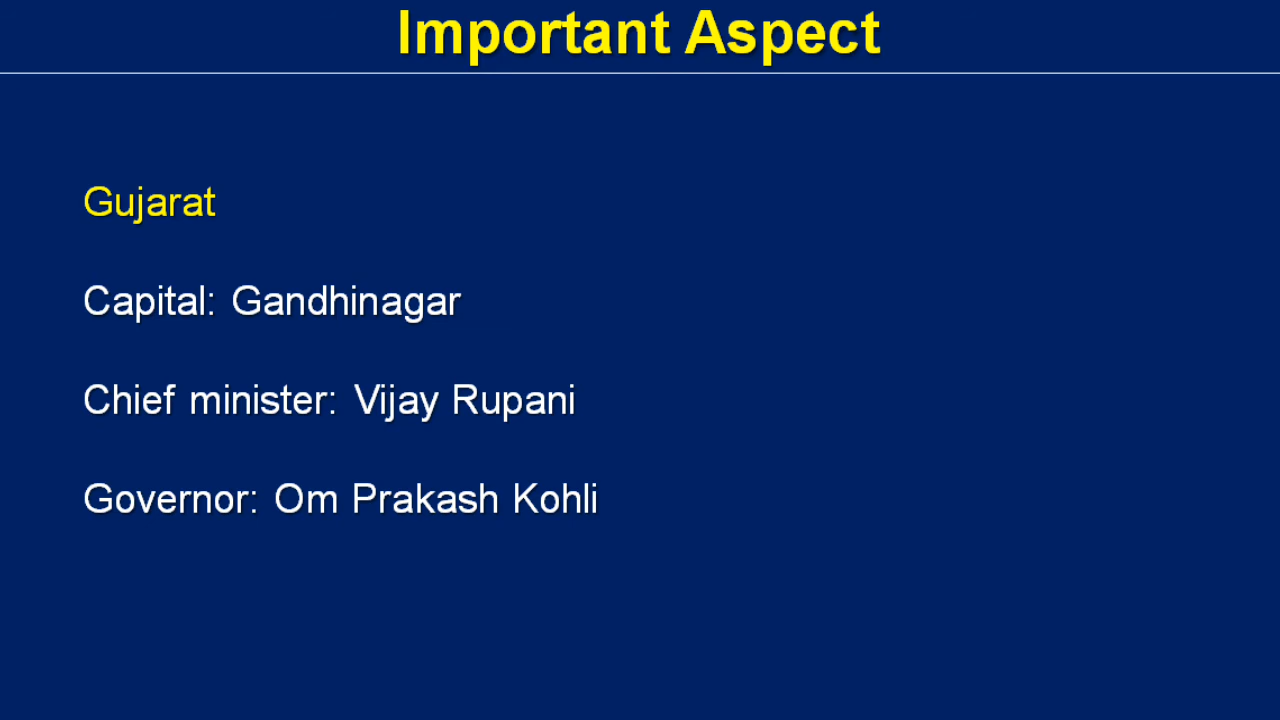 Important Aspect
Gujarat
Capital: Gandhinagar
Chief minister: Vijay Rupani
Governor: Om Prakash Kohli